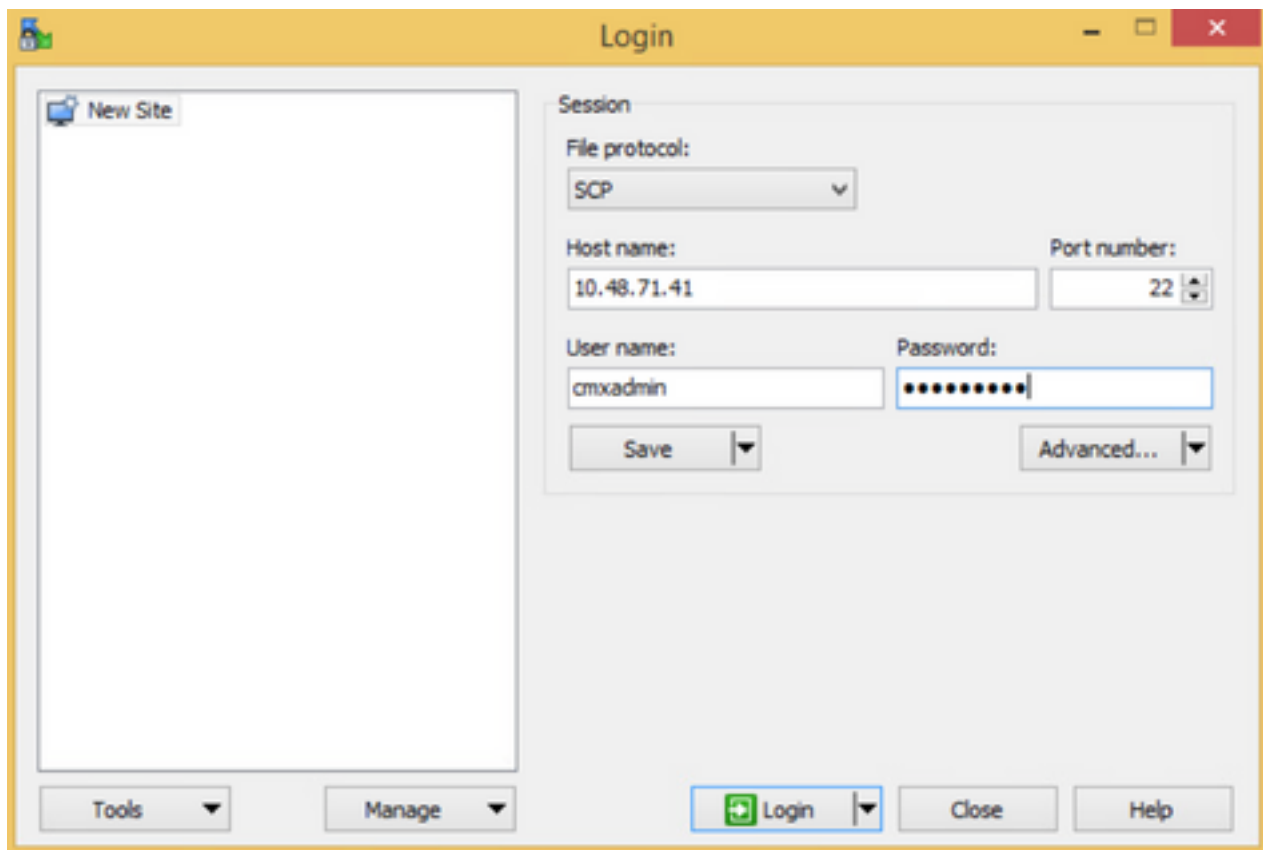 Login
New Site
Session
File protocol:
SCP
Host name:
Port number:
10.48.71.41
22
User name:
Password:
cmxadmin
•••••••••
Save
Advanced...
Tools
Manage
Login
Close
Help